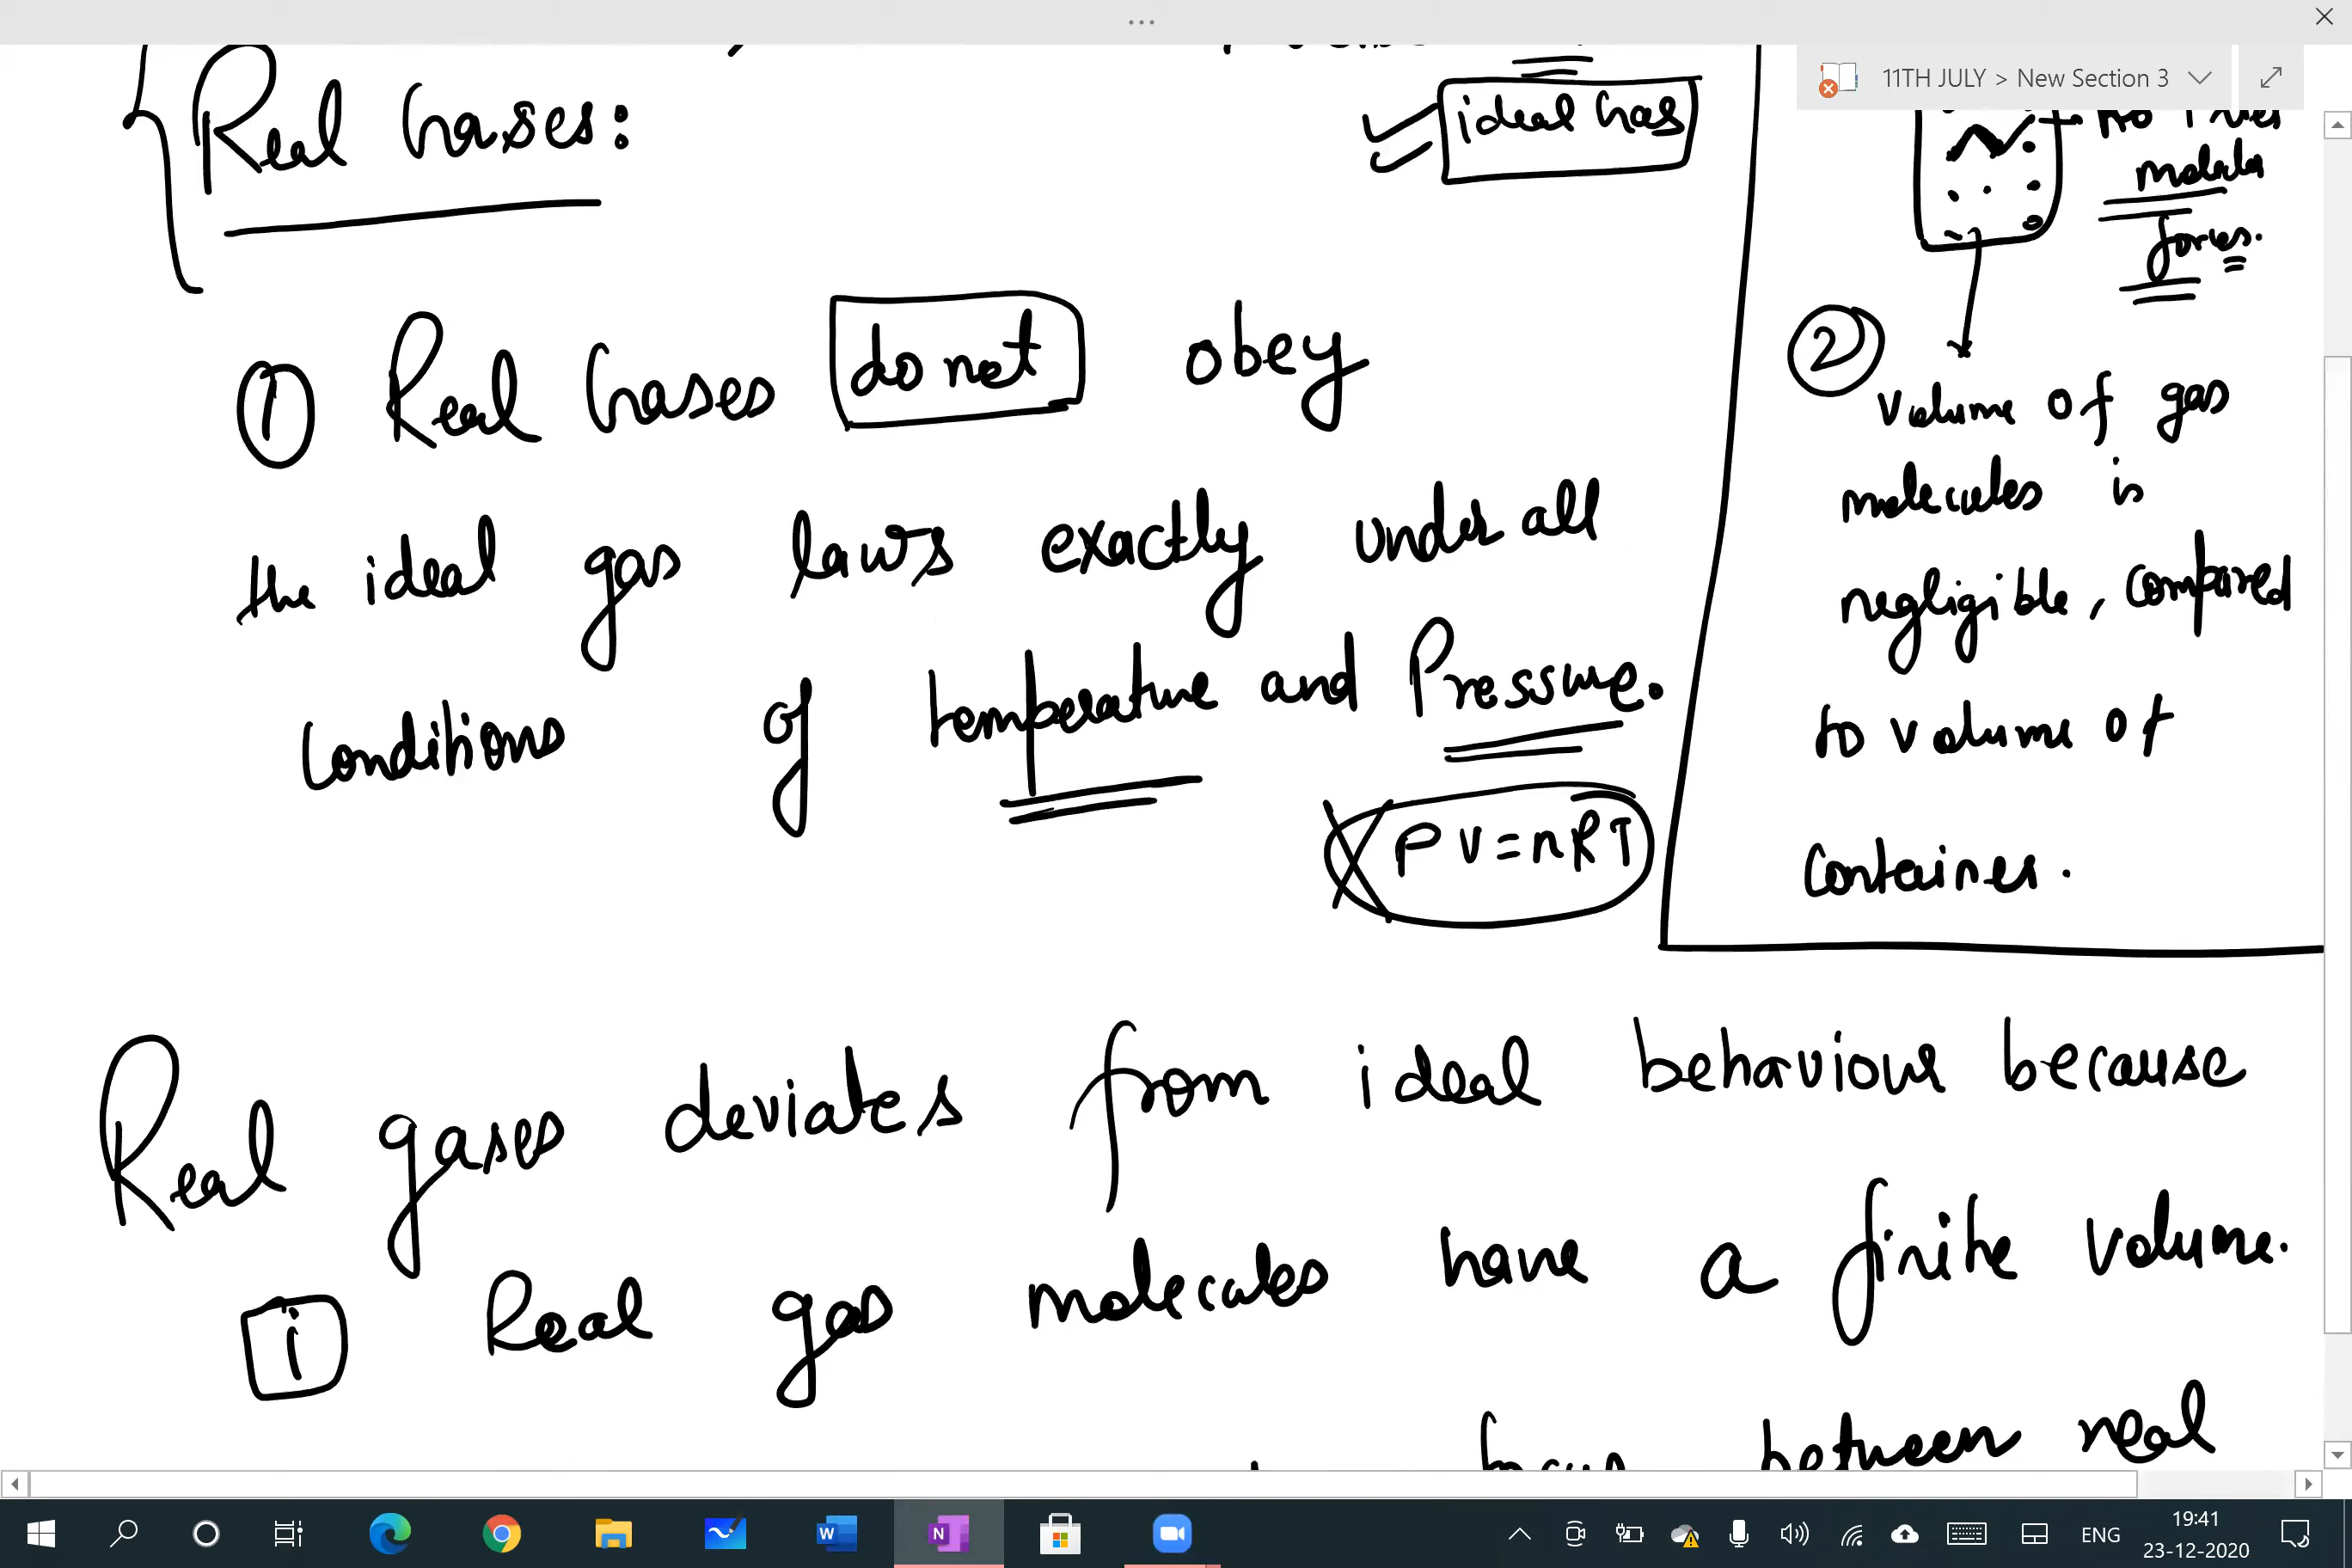 11TH JULY > New Section 3
Real Gases:
ideal Gas
① Real Gases do not obey
the ideal gas laws exactly under all
conditions of temperature and Pressure.
PV=nRT
No
forces.
②
volume of gas
molecules is
negligible, compared
to volume of
container.
Real gases deviates from ideal behaviour because
i Real gas molecules have a finite volume.
between real
ENG
19:41
23-12-2020